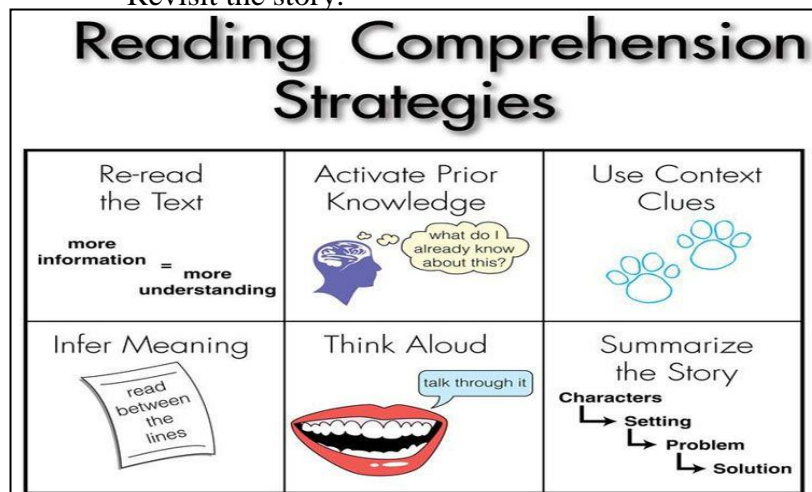 Revisit the story.
Reading Comprehension
Strategies
Re-read
the Text
more
information = more
understanding
Activate Prior
Knowledge
what do I
already know
about this?
Use Context
Clues
Infer Meaning
read
between
the
lines
Think Aloud
talk through it
Summarize
the Story
Characters
Setting
Problem
Solution